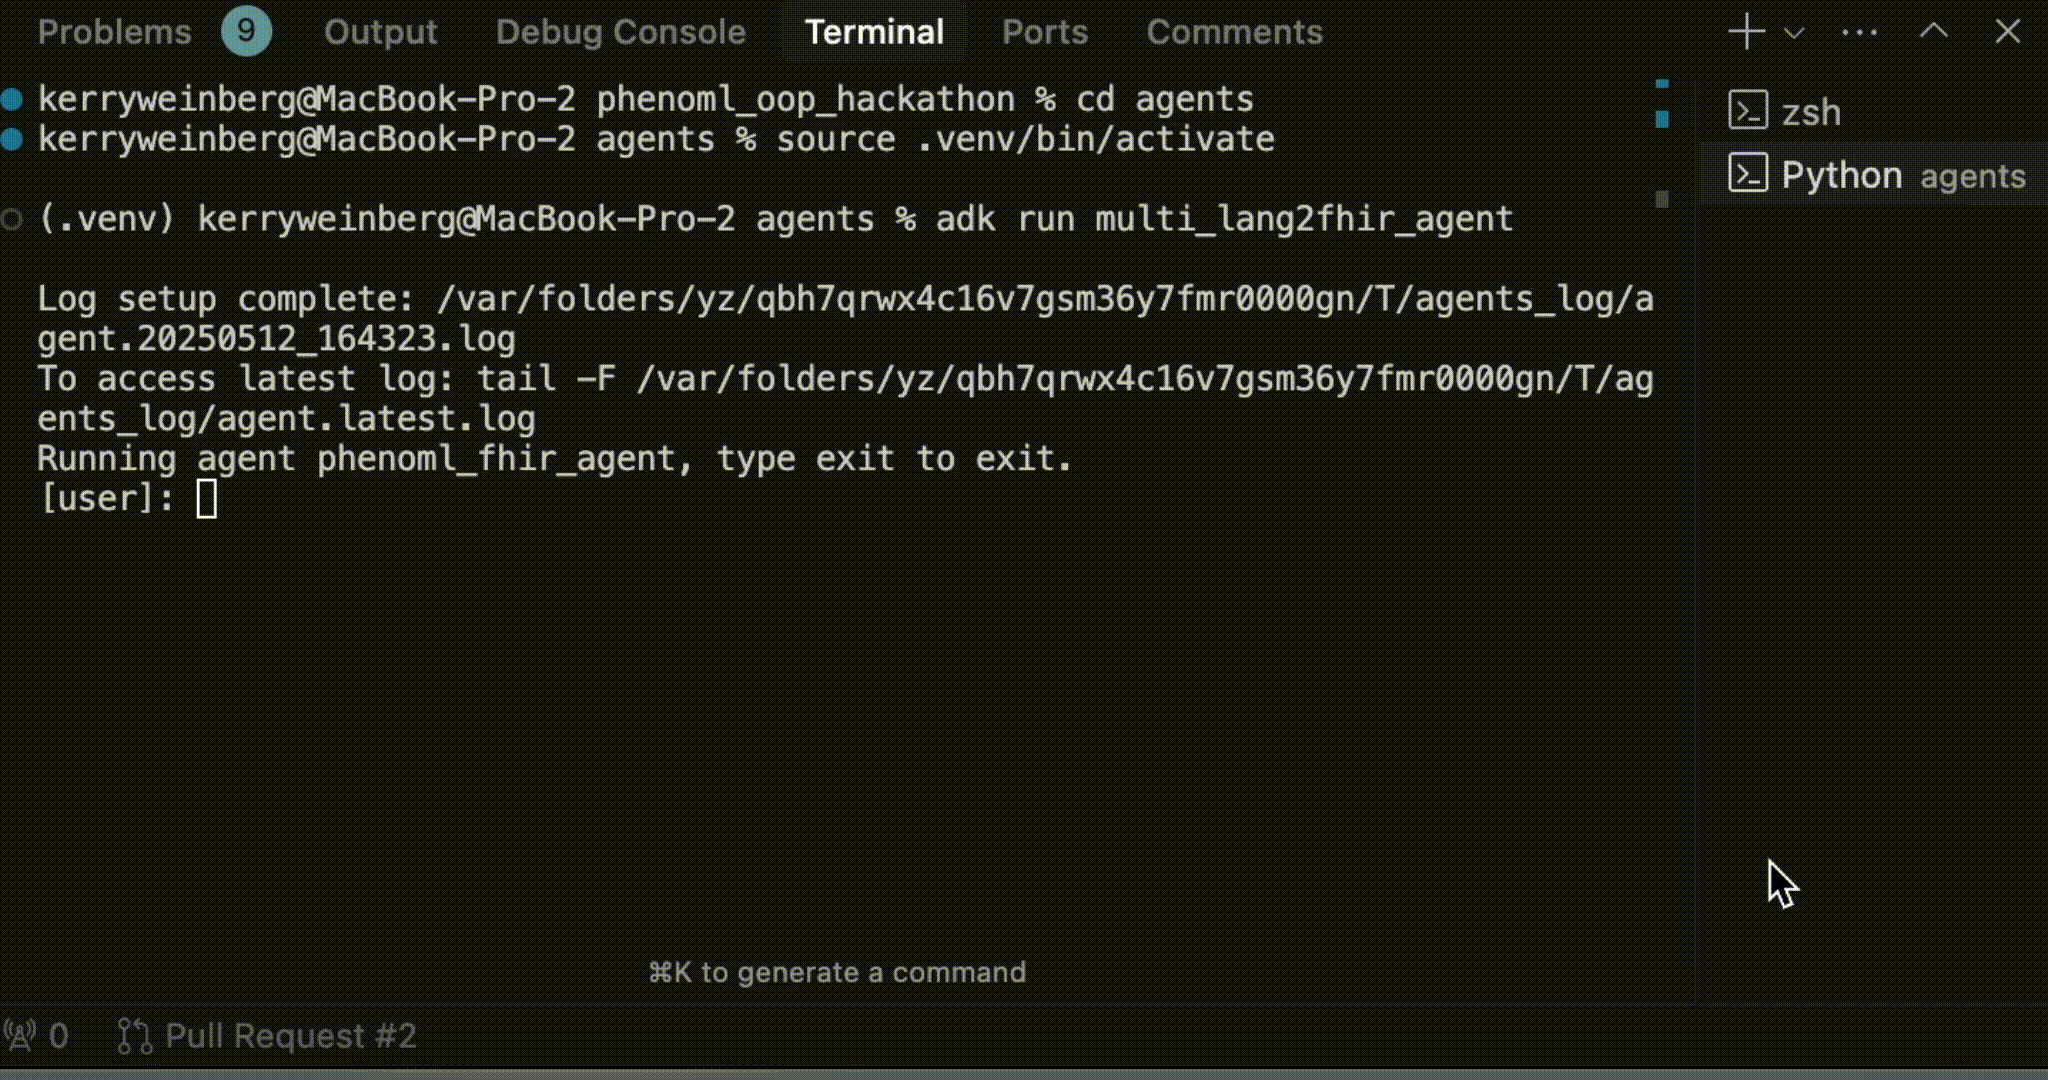 Problems 9 Output Debug Console Terminal Ports Comments
kerryweinberg@MacBook-Pro-2 phenoml_oop_hackathon % cd agents
kerryweinberg@MacBook-Pro-2 agents % source .venv/bin/activate
(.venv) kerryweinberg@MacBook-Pro-2 agents % adk run multi_lang2fhir_agent
Log setup complete: /var/folders/yz/qbh7qrwx4c16v7gsm36y7fmr0000gn/T/agents_log/a
gent.20250512_164323.log
To access latest log: tail -F /var/folders/yz/qbh7qrwx4c16v7gsm36y7fmr0000gn/T/ag
ents_log/agent.latest.log
Running agent phenoml_fhir_agent, type exit to exit.
[user]:
zsh
Python agents
⌘K to generate a command
0 Pull Request #2